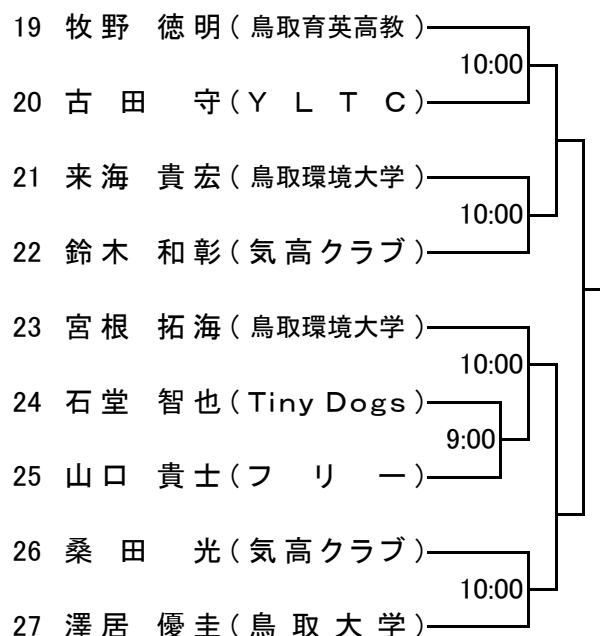 19 牧野 徳明(鳥取育英高教)
10:00
20 古田 守(YLTC)
21 来海 貴宏(鳥取環境大学)
10:00
22 鈴木 和彰(気高クラブ)
23 宮根 拓海(鳥取環境大学)
10:00
24 石堂 智也(Tiny Dogs)
9:00
25 山口 貴士(フリー)
26 桑田 光(気高クラブ)
10:00
27 澤居 優圭(鳥取大学)